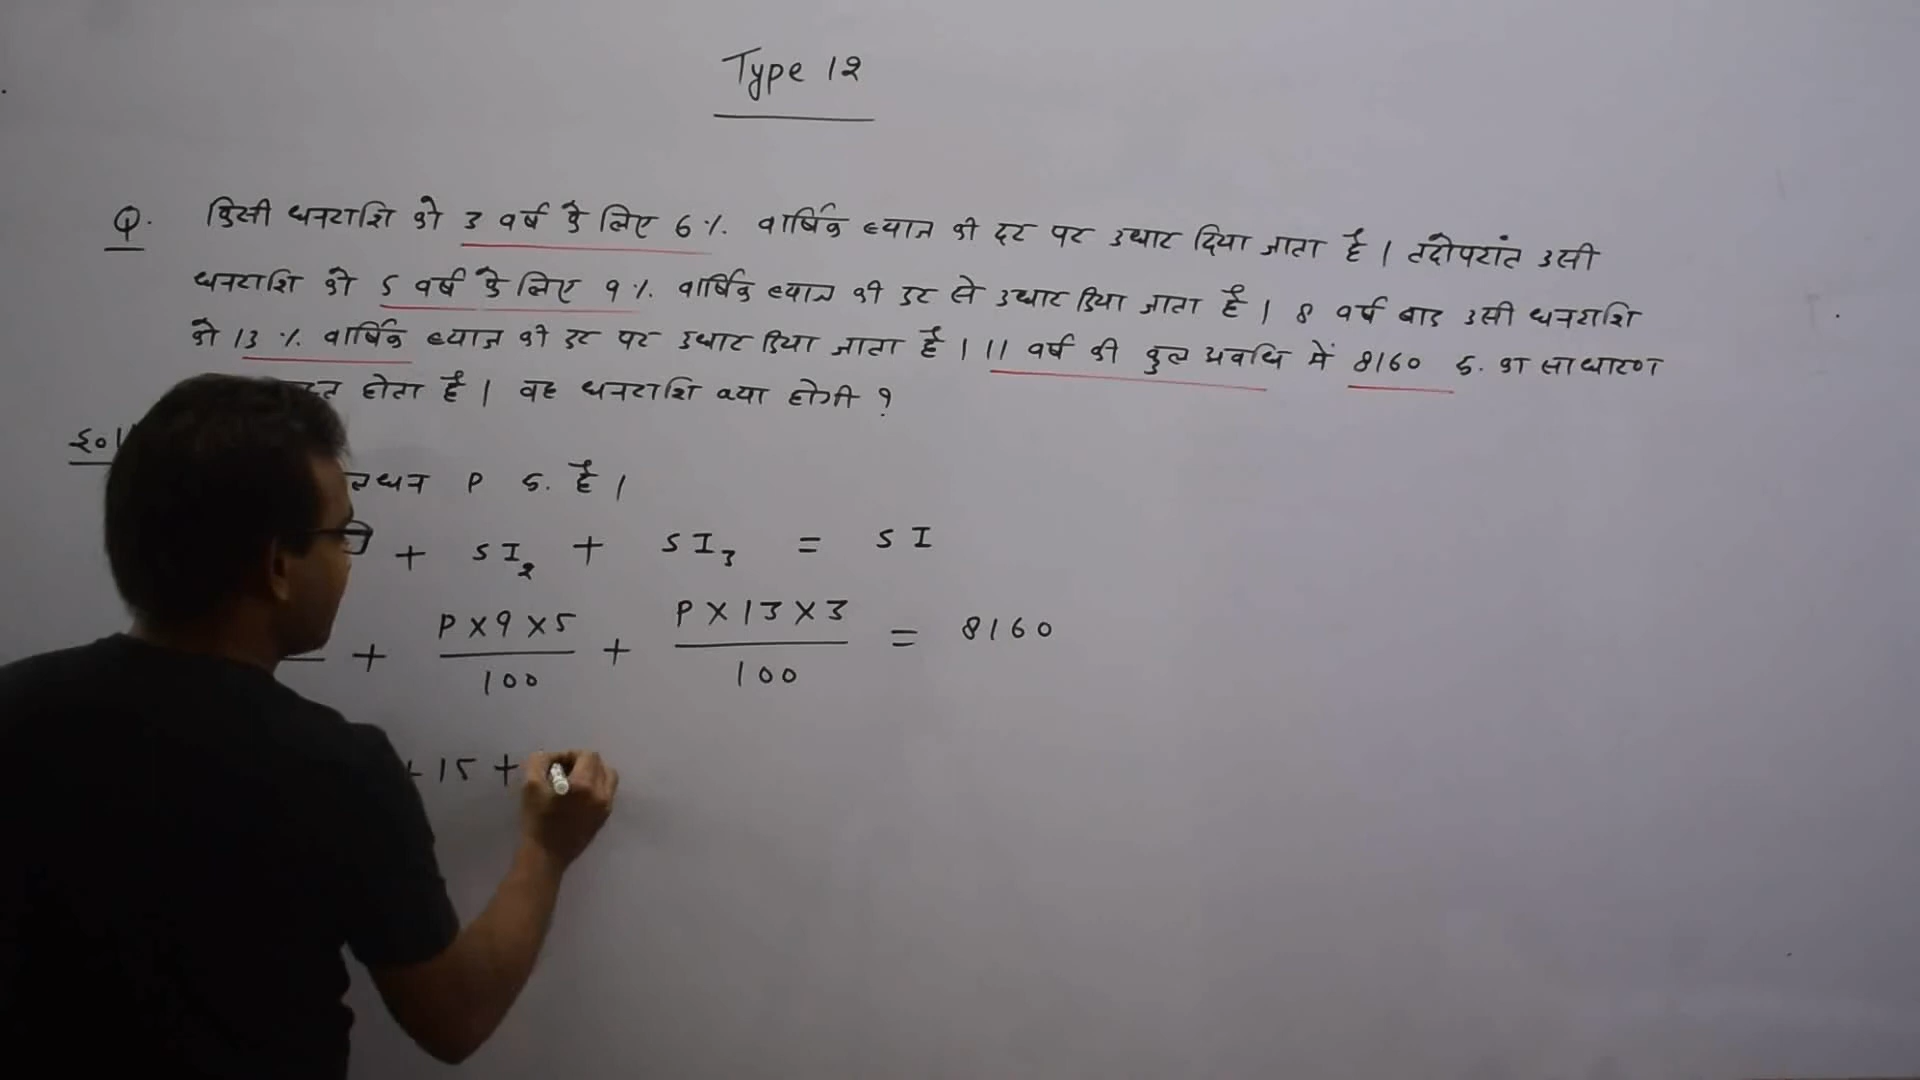 Type 12
Q. किसी धनराशि को 3 वर्ष के लिए 6% वार्षिक ब्याज की दर पर उधार दिया जाता है। तदोपरांत उसी
धनराशि को 5 वर्ष के लिए 9% वार्षिक ब्याज की दर से उधार दिया जाता है। 8 वर्ष बाद उसी धनराशि
को 13% वार्षिक ब्याज की दर पर उधार दिया जाता है। 11 वर्ष की कुल अवधि में 8160 रु. का साधारण
होता है। वह धनराशि क्या होगी?
P रु. है।
+ SI₂ + SI₃ = SI
+ P×9×5/100 + P×13×3/100 = 8160
+ 15 +